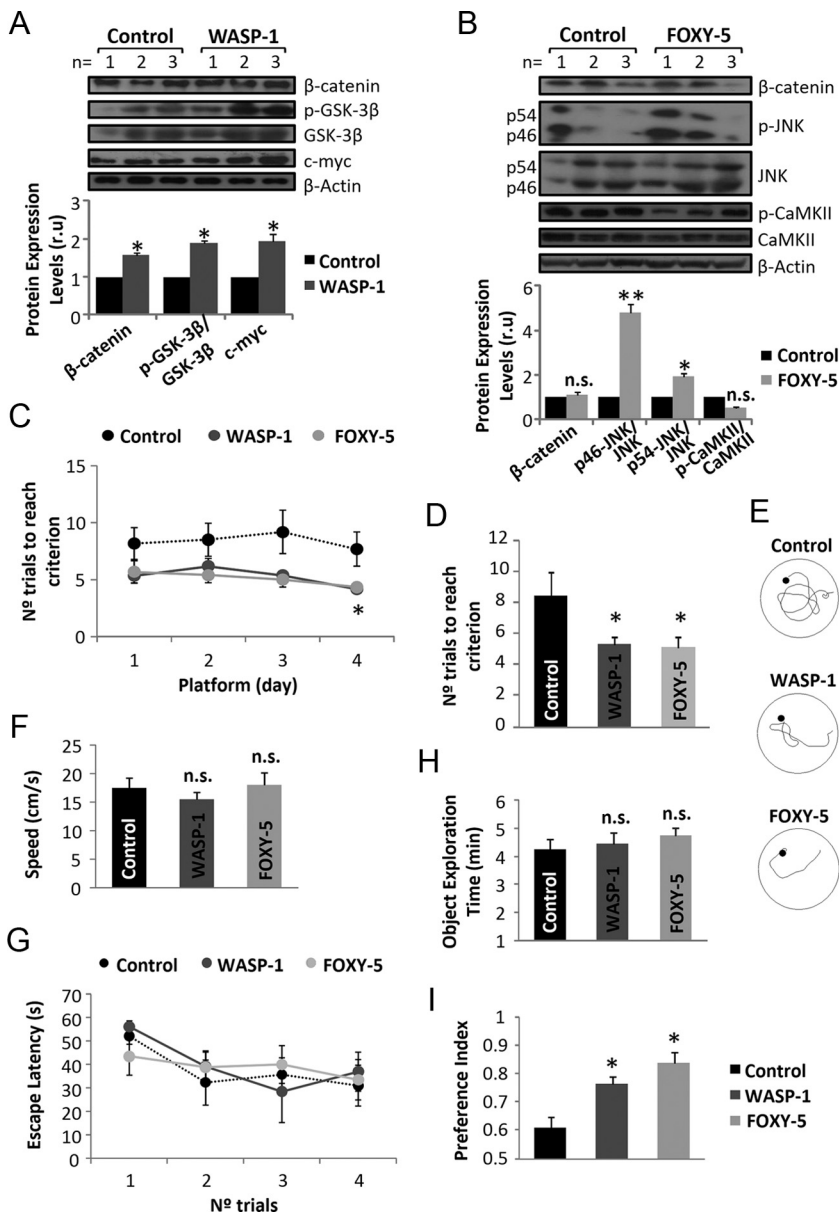 A
Control WASP-1
n= 1 2 3 1 2 3
β-catenin
p-GSK-3β
GSK-3β
c-myc
β-Actin
Protein Expression
Levels (r.u)
3
2
1
0
* * *
Control
WASP-1
β-catenin
p-GSK-3β/
GSK-3β
c-myc
B
Control FOXY-5
n= 1 2 3 1 2 3
β-catenin
p54
p46
p-JNK
p54
p46
JNK
p-CaMKII
CaMKII
β-Actin
Protein Expression
Levels (r.u)
6
4
2
0
n.s. ** * n.s.
Control
FOXY-5
β-catenin
p46-JNK/
JNK
p54-JNK/
JNK
p-CaMKII/
CaMKII
C
Control WASP-1 FOXY-5
Nº trials to reach
criterion
15
10
5
0
*
1 2 3 4
Platform (day)
D
Nº trials to reach
criterion
12
10
8
6
4
2
0
* *
Control
WASP-1
FOXY-5
E
Control
WASP-1
FOXY-5
F
Speed (cm/s)
25
20
15
10
5
0
n.s. n.s.
Control
WASP-1
FOXY-5
H
Object Exploration
Time (min)
6
5
4
3
2
1
n.s. n.s.
Control
WASP-1
FOXY-5
G
Control WASP-1 FOXY-5
Escape Latency (s)
70
60
50
40
30
20
10
0
1 2 3 4
Nº trials
I
Preference Index
1
0.9
0.8
0.7
0.6
0.5
* *
Control
WASP-1
FOXY-5